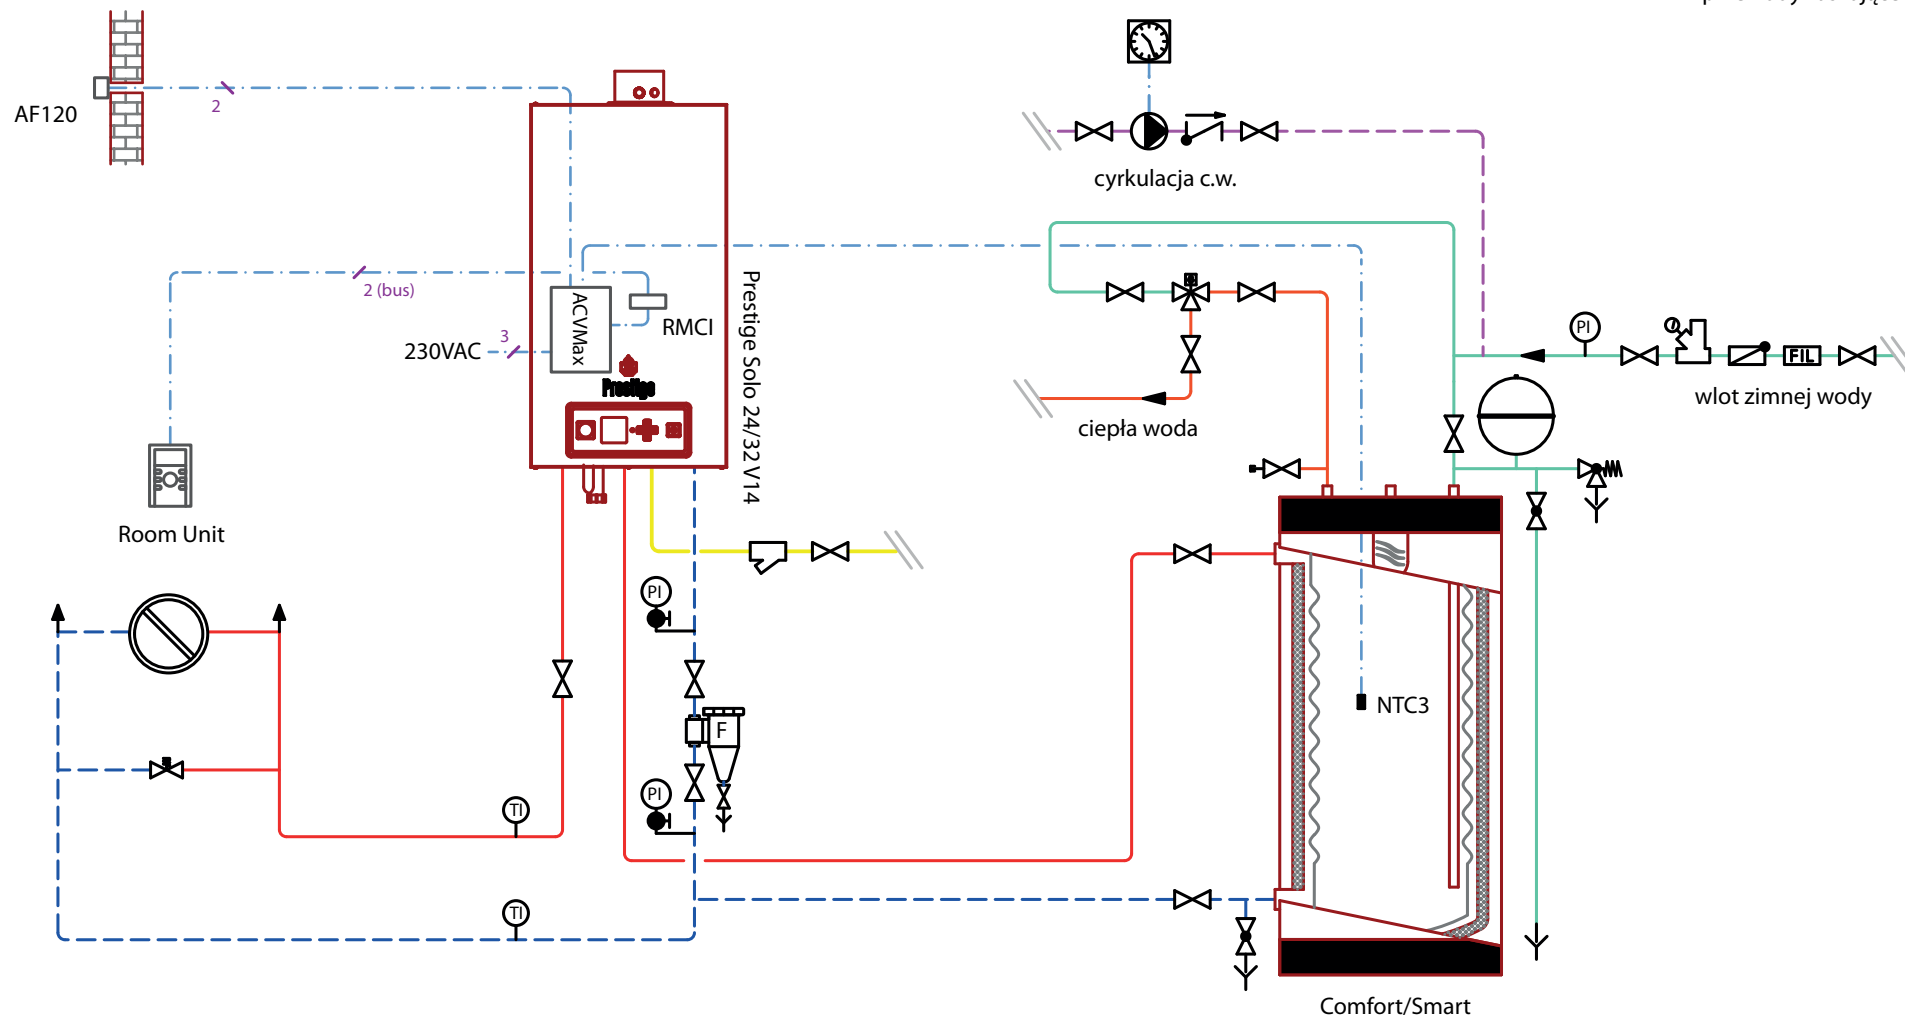 AF120
2
cyrkulacja c.w.
2 (bus)
ACVMax
RMCI
230VAC
3
Prestige
Prestige Solo 24/32 V14
PI
FIL
wlot zimnej wody
ciepła woda
Room Unit
PI
F
NTC3
PI
TI
TI
Comfort/Smart